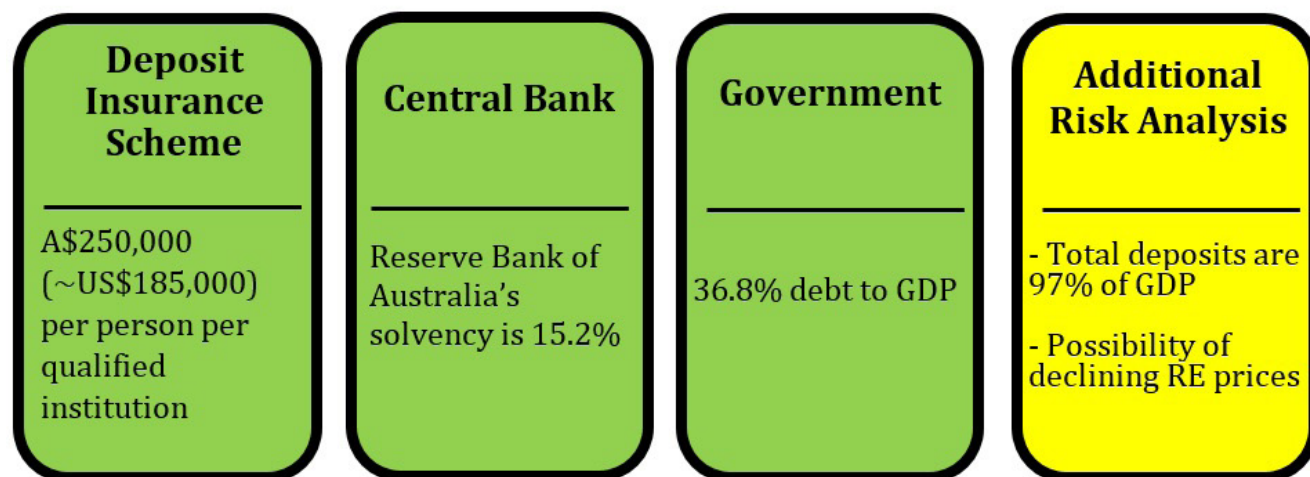 Deposit
Insurance
Scheme
A$250,000
(~US$185,000)
per person per
qualified
institution
Central Bank
Reserve Bank of
Australia's
solvency is 15.2%
Government
36.8% debt to GDP
Additional
Risk Analysis
- Total deposits are
97% of GDP
- Possibility of
declining RE prices